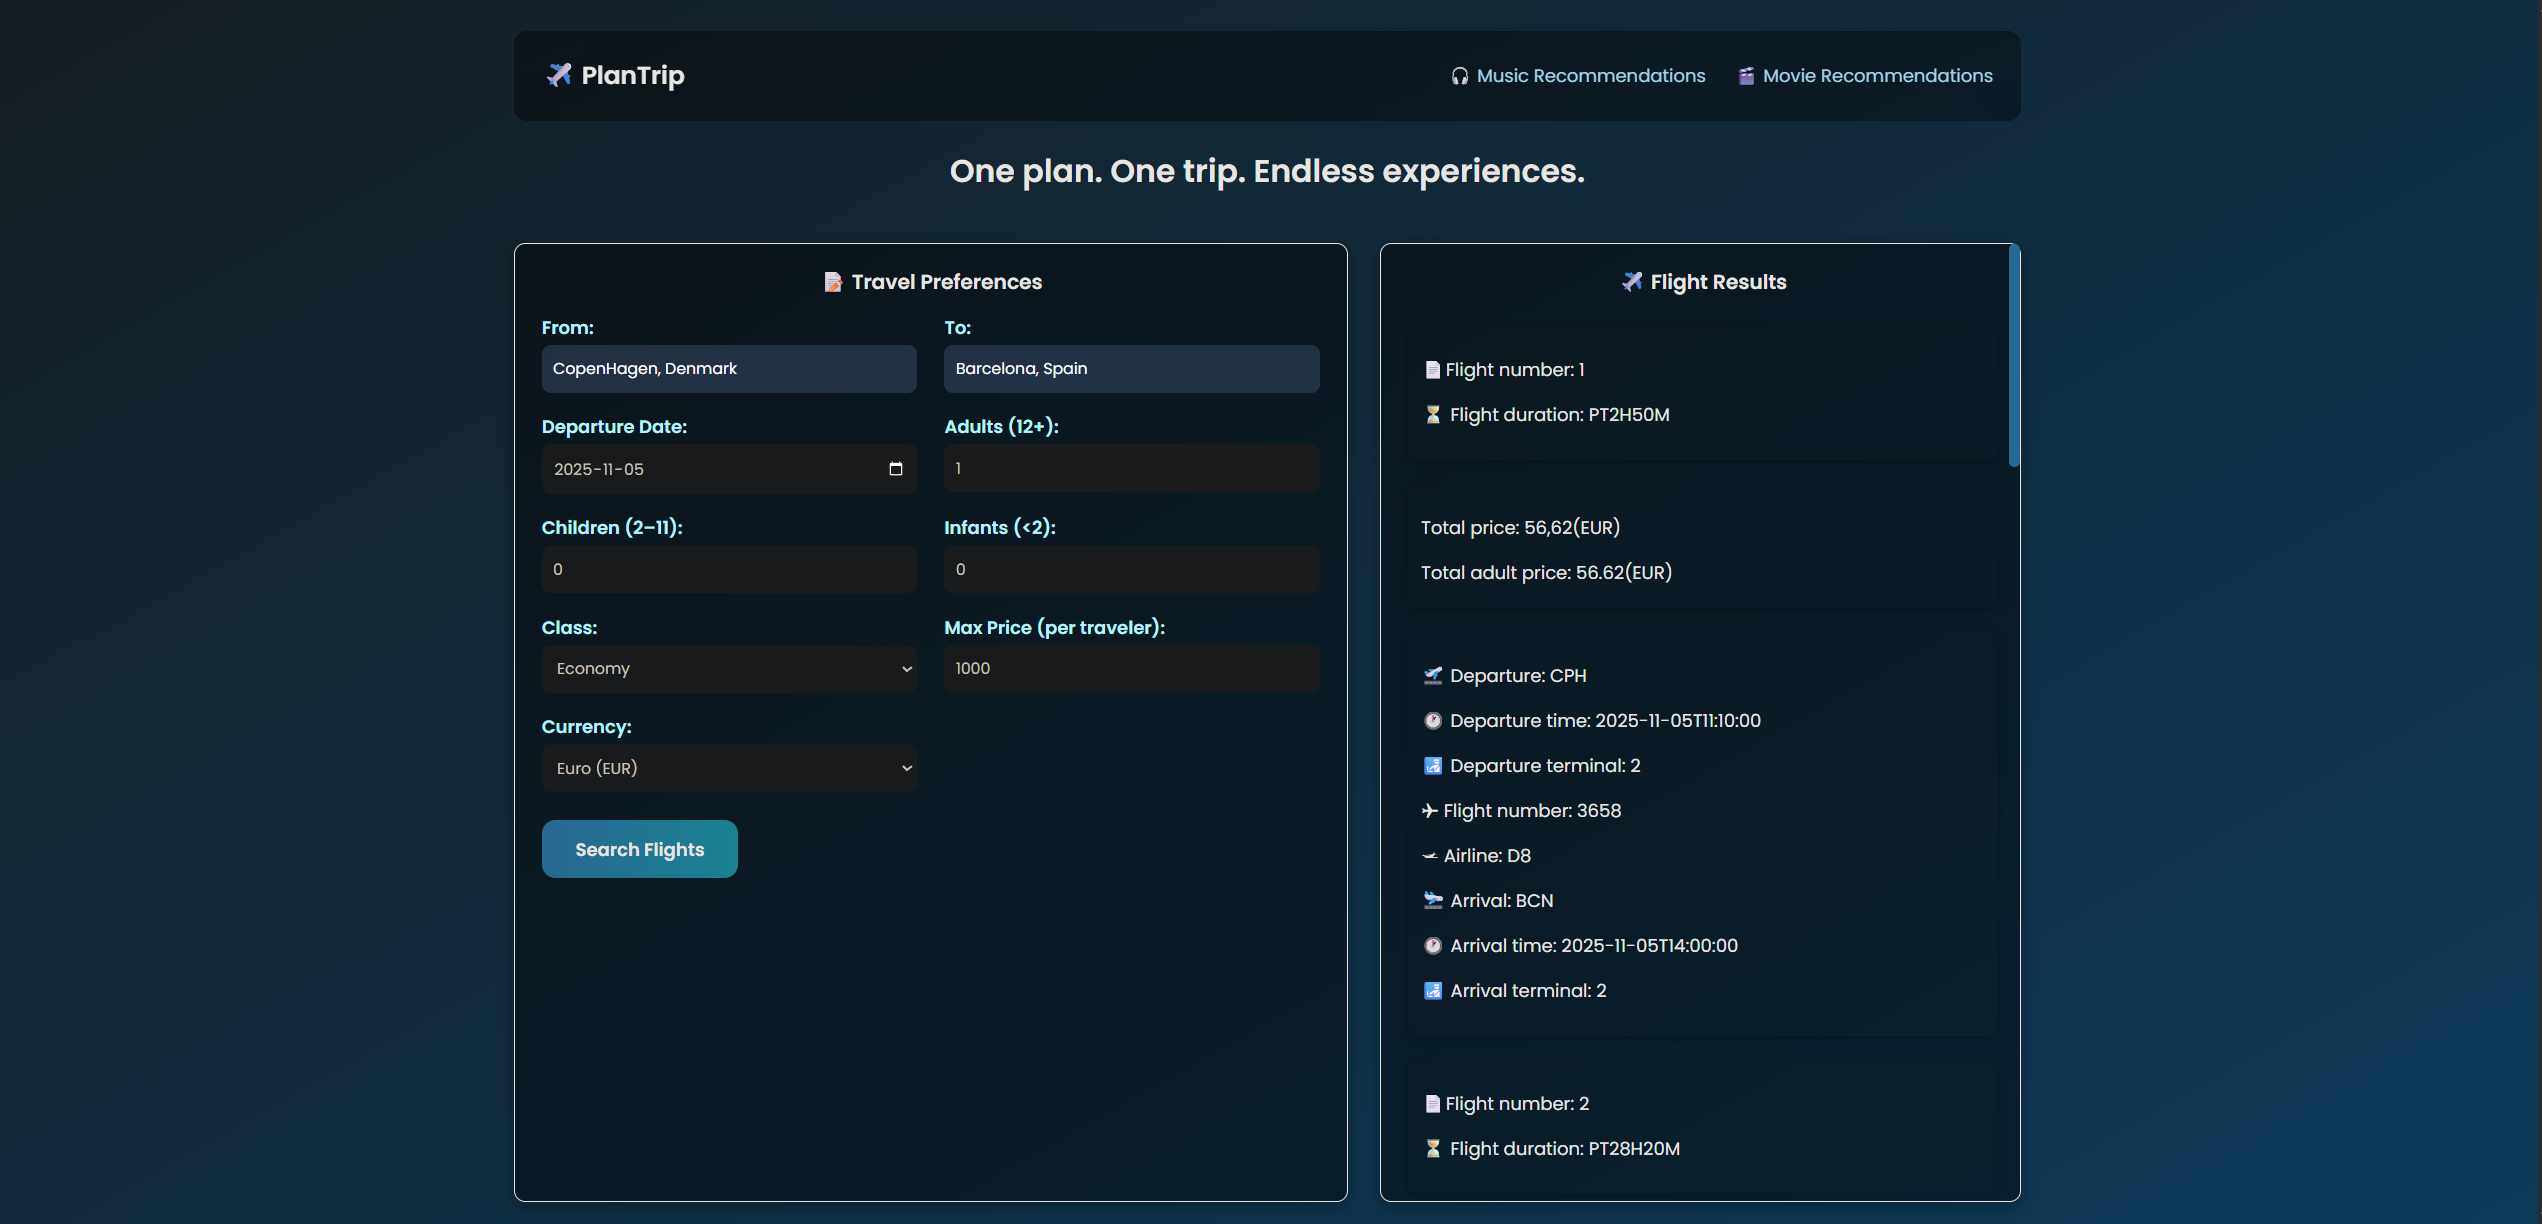 PlanTrip
Music Recommendations
Movie Recommendations
One plan. One trip. Endless experiences.
Travel Preferences
From:
To:
CopenHagen, Denmark
Barcelona, Spain
Departure Date:
Adults (12+):
2025-11-05
1
Children (2–11):
Infants (<2):
0
0
Class:
Max Price (per traveler):
Economy
1000
Currency:
Euro (EUR)
Search Flights
Flight Results
Flight number: 1
Flight duration: PT2H50M
Total price: 56,62(EUR)
Total adult price: 56.62(EUR)
Departure: CPH
Departure time: 2025-11-05T11:10:00
Departure terminal: 2
Flight number: 3658
Airline: D8
Arrival: BCN
Arrival time: 2025-11-05T14:00:00
Arrival terminal: 2
Flight number: 2
Flight duration: PT28H20M